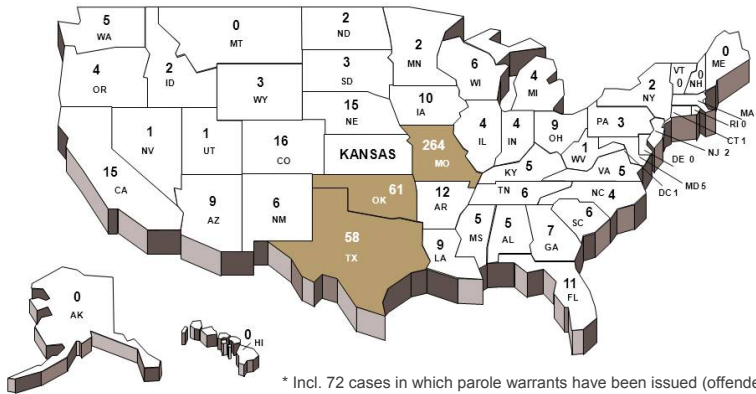 5
WA
0
MT
2
ND
2
MN
4
OR
2
ID
3
WY
3
SD
6
WI
4
MI
2
NY
VT
0
0
NH
0
ME
MA
RI 0
CT 1
NJ 2
DE 0
MD 5
DC 1
15
CA
1
NV
1
UT
16
CO
15
NE
10
IA
KANSAS
264
MO
4
IL
4
IN
9
OH
PA 3
1
WV
KY 5
VA 5
9
AZ
6
NM
61
OK
12
AR
TN 6
NC 4
6
SC
58
TX
9
LA
5
MS
5
AL
7
GA
11
FL
0
AK
0
HI
* Incl. 72 cases in which parole warrants have been issued